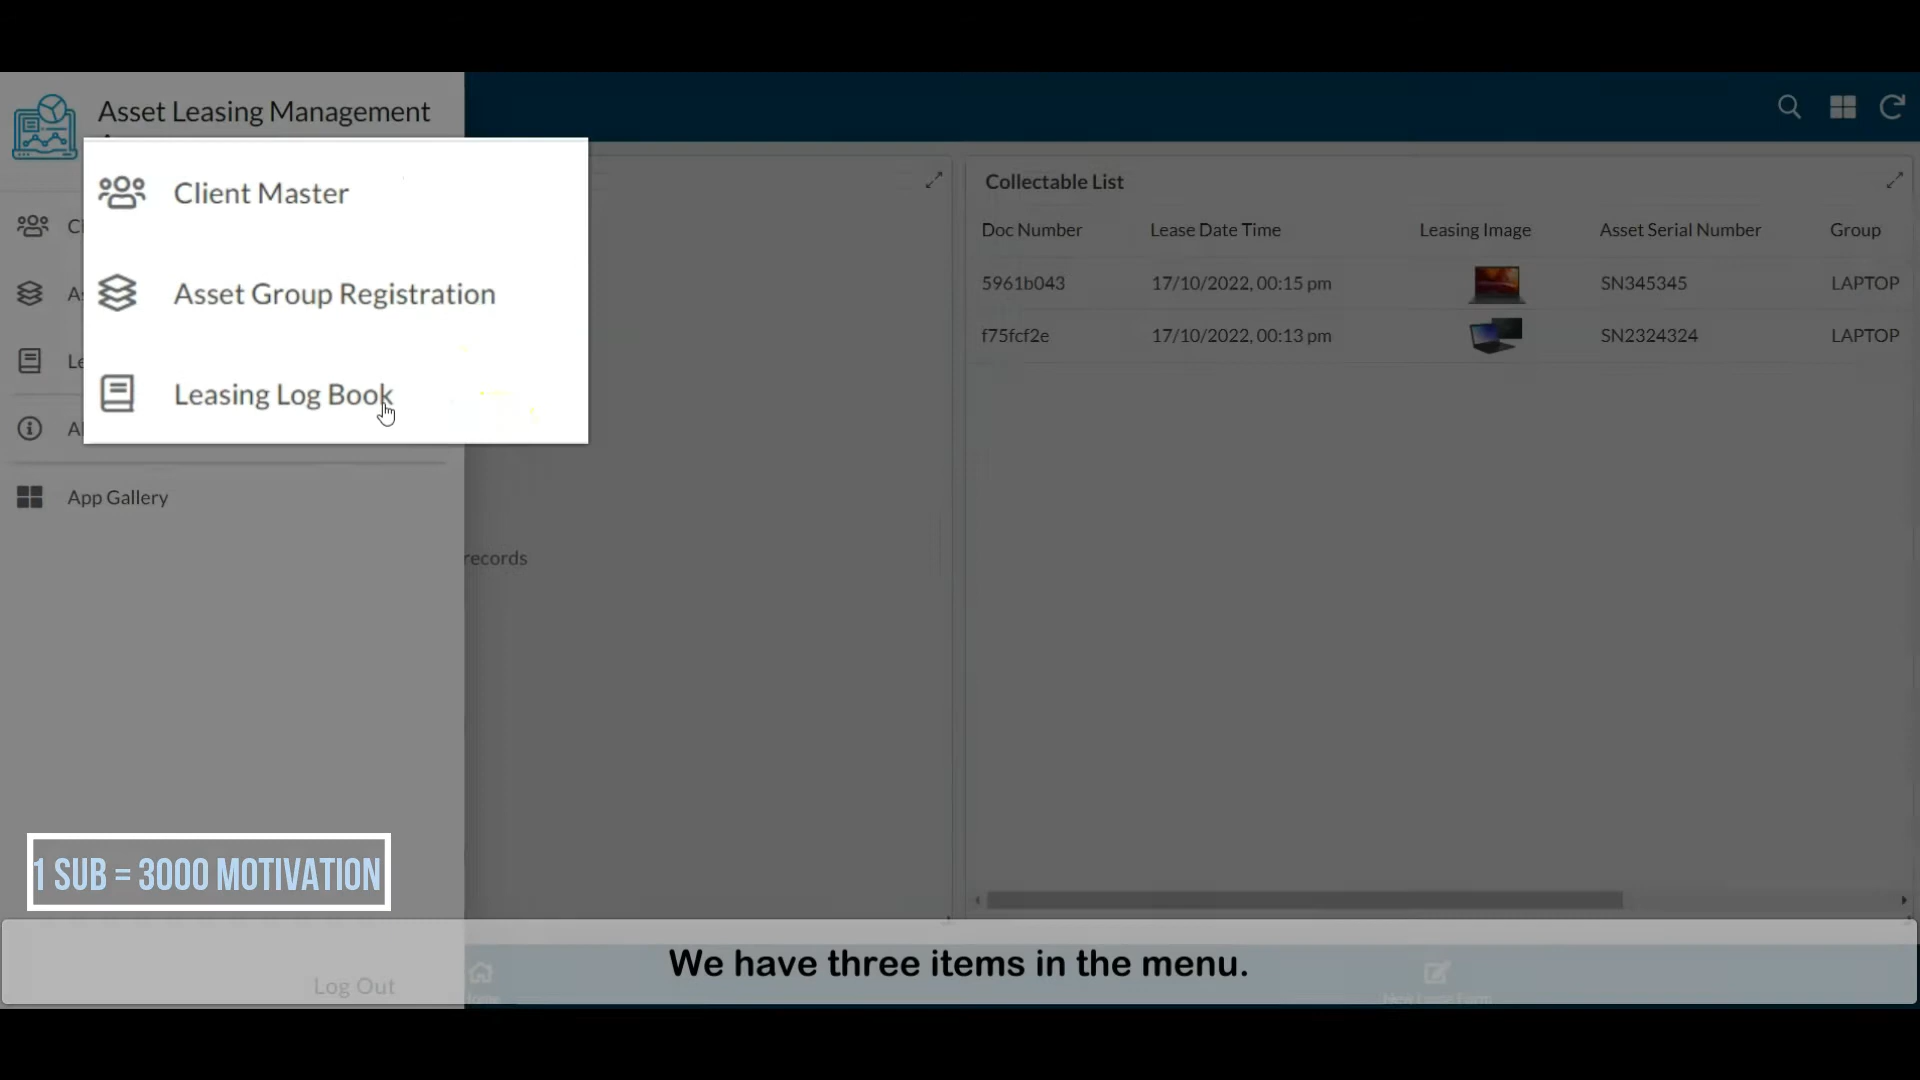 Asset Leasing Management
Client Master
Asset Group Registration
Leasing Log Book
App Gallery
Log Out
records
Collectable List
Doc Number Lease Date Time Leasing Image Asset Serial Number Group
5961b043 17/10/2022, 00:15 pm SN345345 LAPTOP
f75fcf2e 17/10/2022, 00:13 pm SN2324324 LAPTOP
1 SUB = 3000 MOTIVATION
We have three items in the menu.
New Lease Form